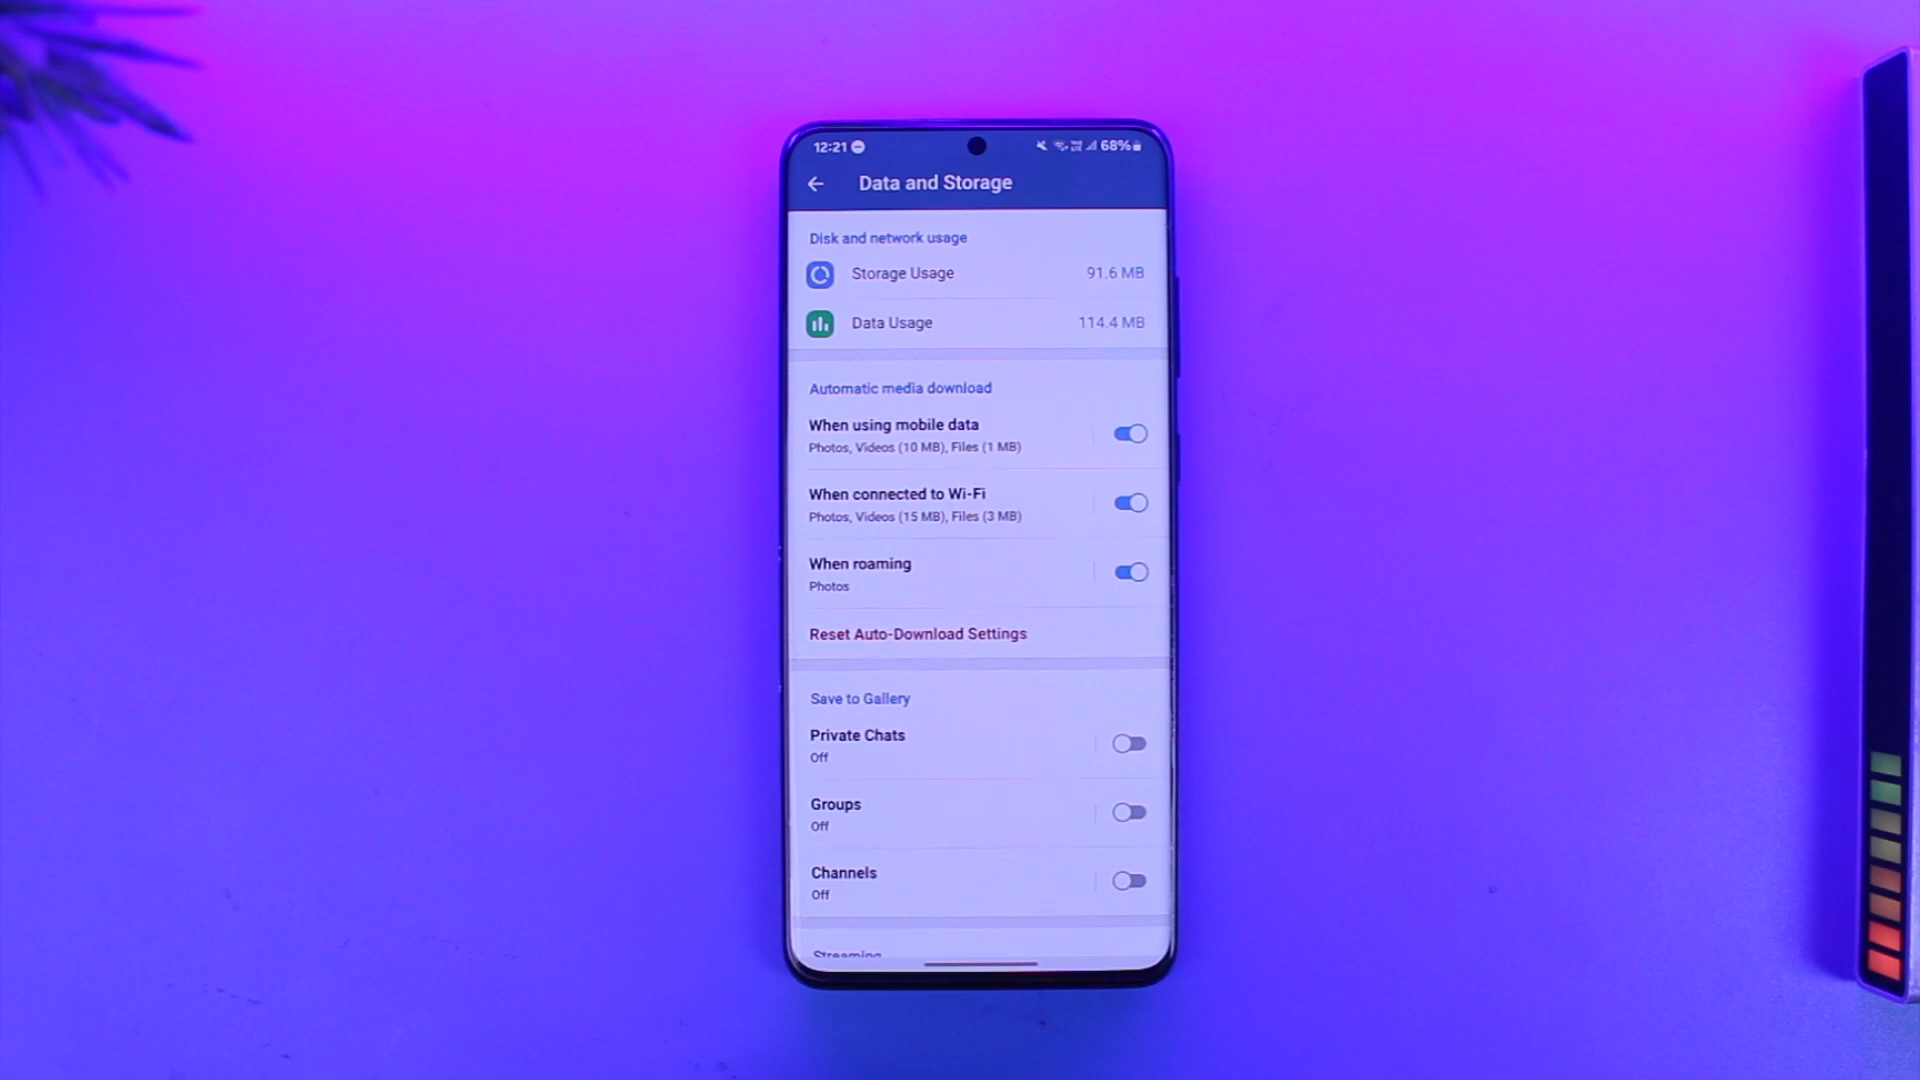 12:21
68%
Data and Storage
Disk and network usage
Storage Usage 91.6 MB
Data Usage 114.4 MB
Automatic media download
When using mobile data
Photos, Videos (10 MB), Files (1 MB)
When connected to Wi-Fi
Photos, Videos (15 MB), Files (3 MB)
When roaming
Photos
Reset Auto-Download Settings
Save to Gallery
Private Chats
Off
Groups
Off
Channels
Off
Streaming